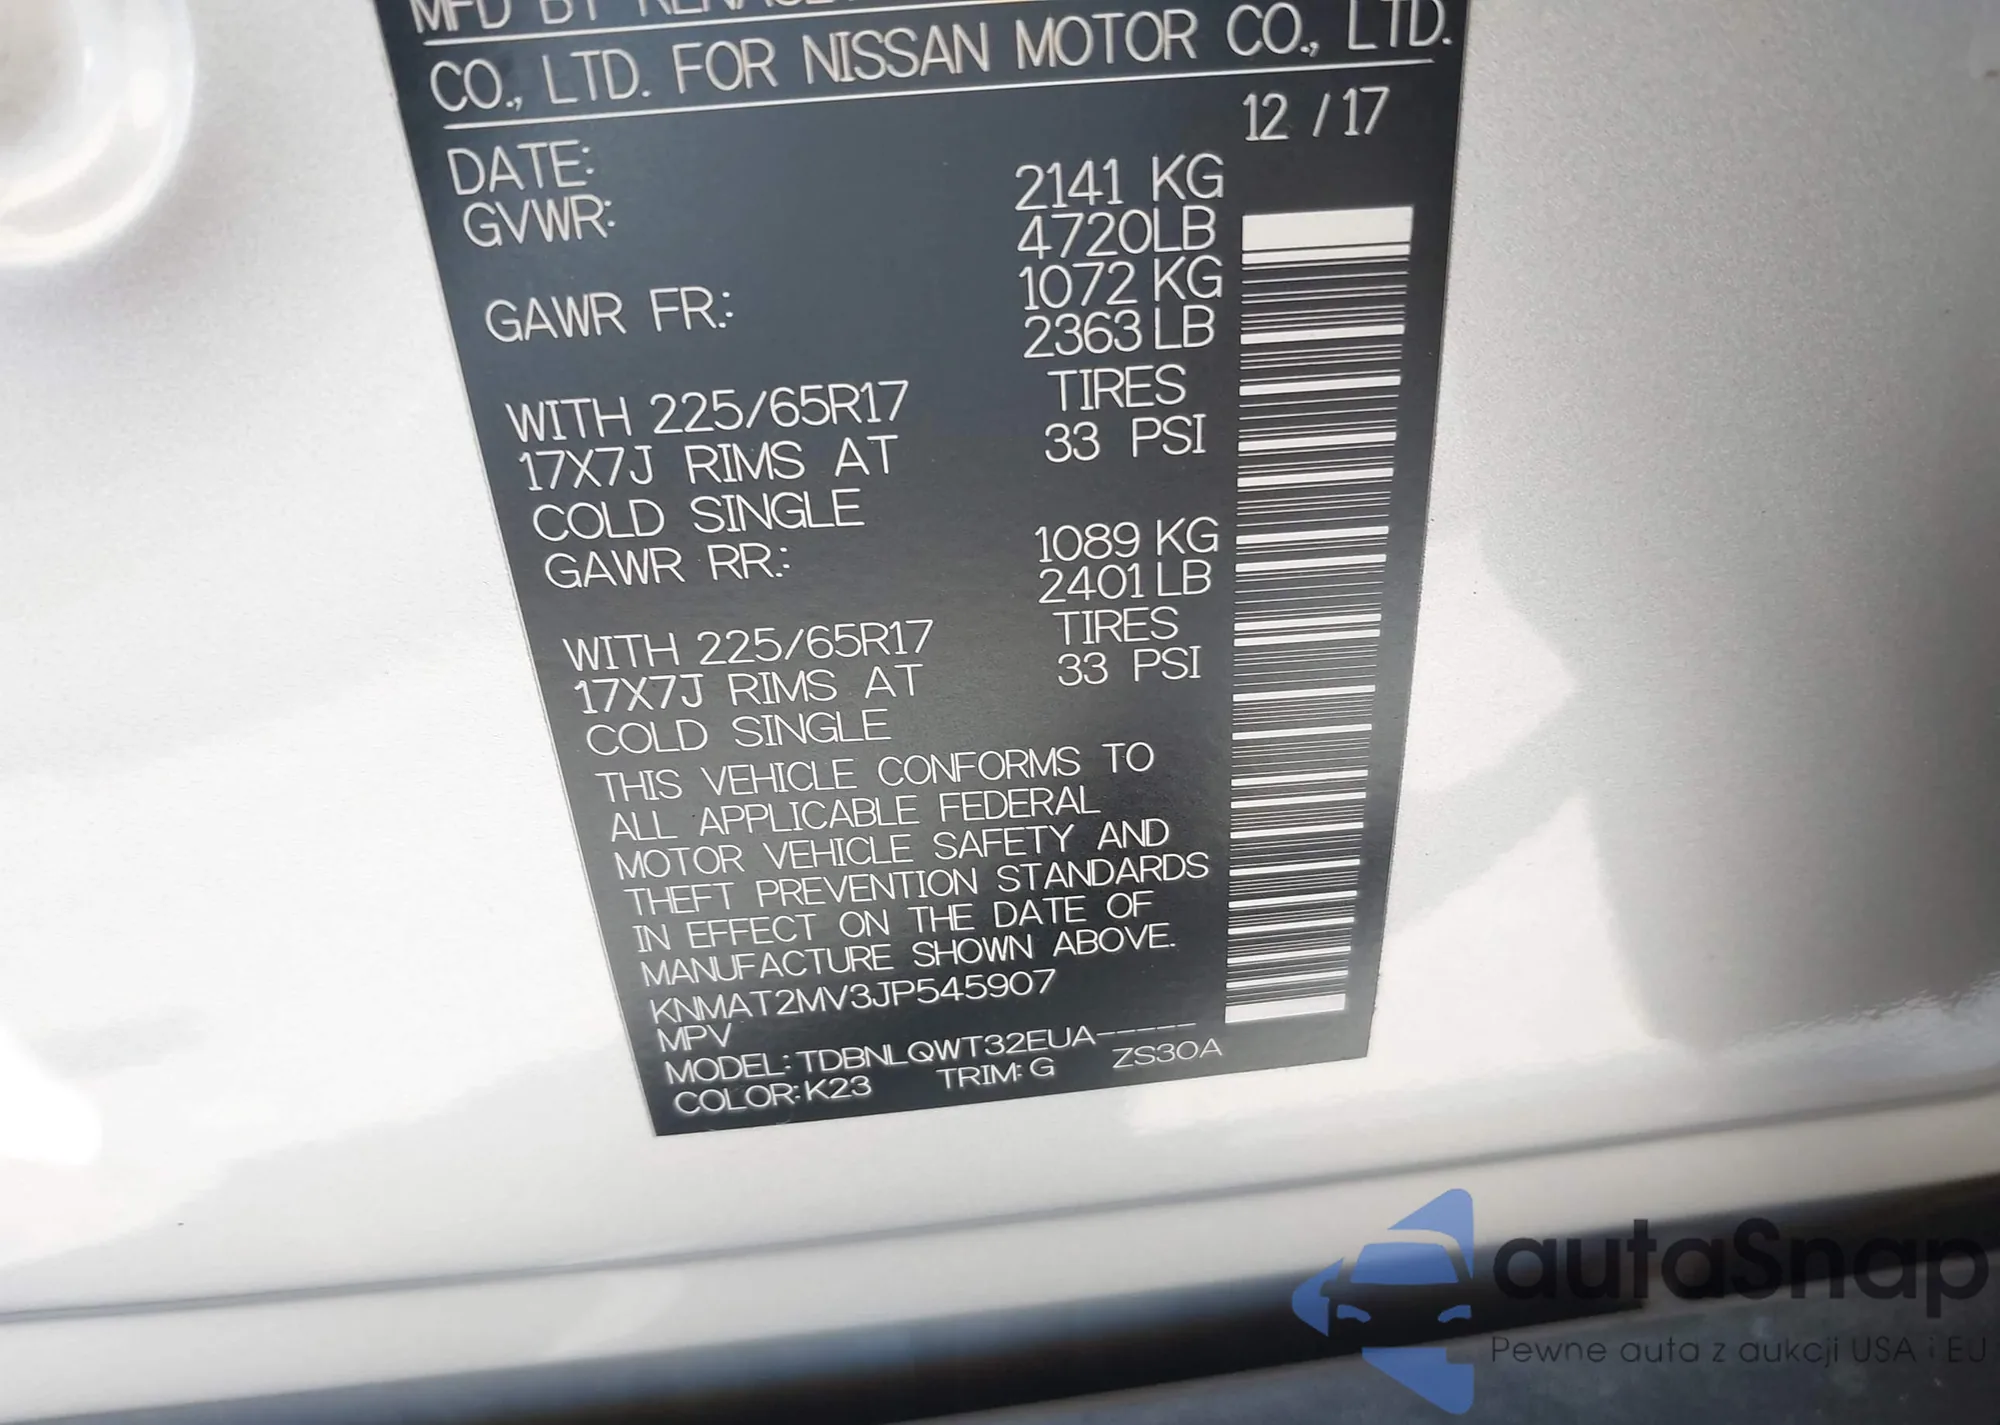 MFD BY RENAULT
CO., LTD. FOR NISSAN MOTOR CO., LTD.
DATE: 12 / 17
GVWR: 2141 KG
4720LB
GAWR FR.: 1072 KG
2363 LB
WITH 225/65R17 TIRES
17X7J RIMS AT 33 PSI
COLD SINGLE
GAWR RR.: 1089 KG
2401 LB
WITH 225/65R17 TIRES
17X7J RIMS AT 33 PSI
COLD SINGLE
THIS VEHICLE CONFORMS TO
ALL APPLICABLE FEDERAL
MOTOR VEHICLE SAFETY AND
THEFT PREVENTION STANDARDS
IN EFFECT ON THE DATE OF
MANUFACTURE SHOWN ABOVE.
KNMAT2MV3JP545907
MPV
MODEL: TDBNLQWT32EUA-----
COLOR: K23 TRIM: G ZS30A
autaSnap
Pewne auta z aukcji USA i EU